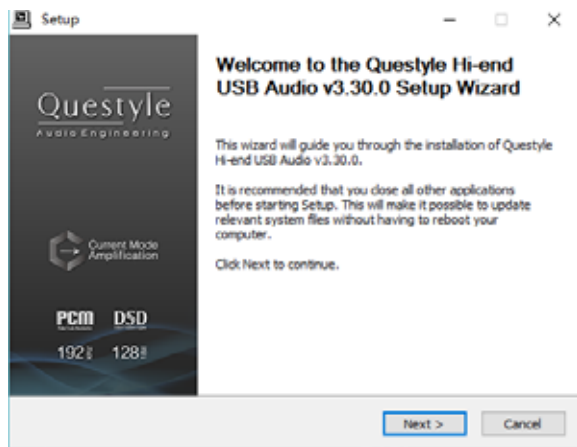 Setup
Questyle
Audio Engineering
Current Mode
Amplification
PCM DSD
192 128
Welcome to the Questyle Hi-end
USB Audio v3.30.0 Setup Wizard
This wizard will guide you through the installation of Questyle
Hi-end USB Audio v3.30.0.
It is recommended that you close all other applications
before starting Setup. This will make it possible to update
relevant system files without having to reboot your
computer.
Click Next to continue.
Next >
Cancel